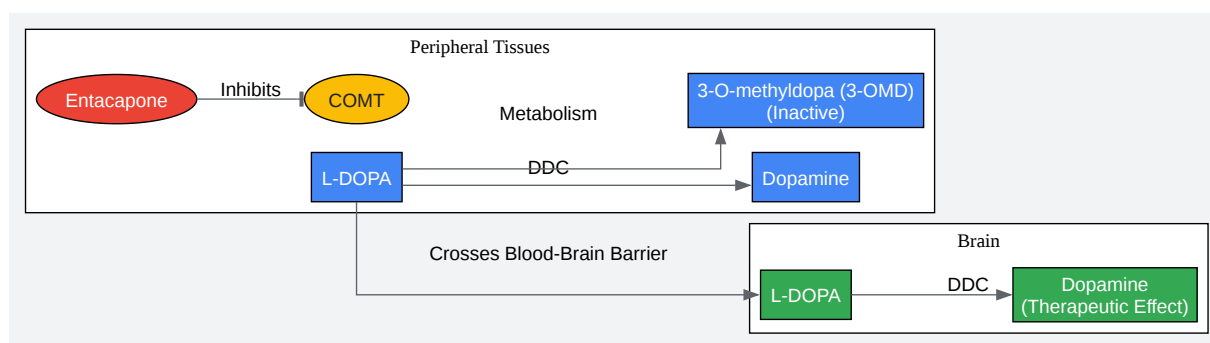 Peripheral Tissues
Entacapone
Inhibits
COMT
Metabolism
3-O-methyldopa (3-OMD)
(Inactive)
L-DOPA
DDC
Dopamine
Crosses Blood-Brain Barrier
Brain
L-DOPA
DDC
Dopamine
(Therapeutic Effect)